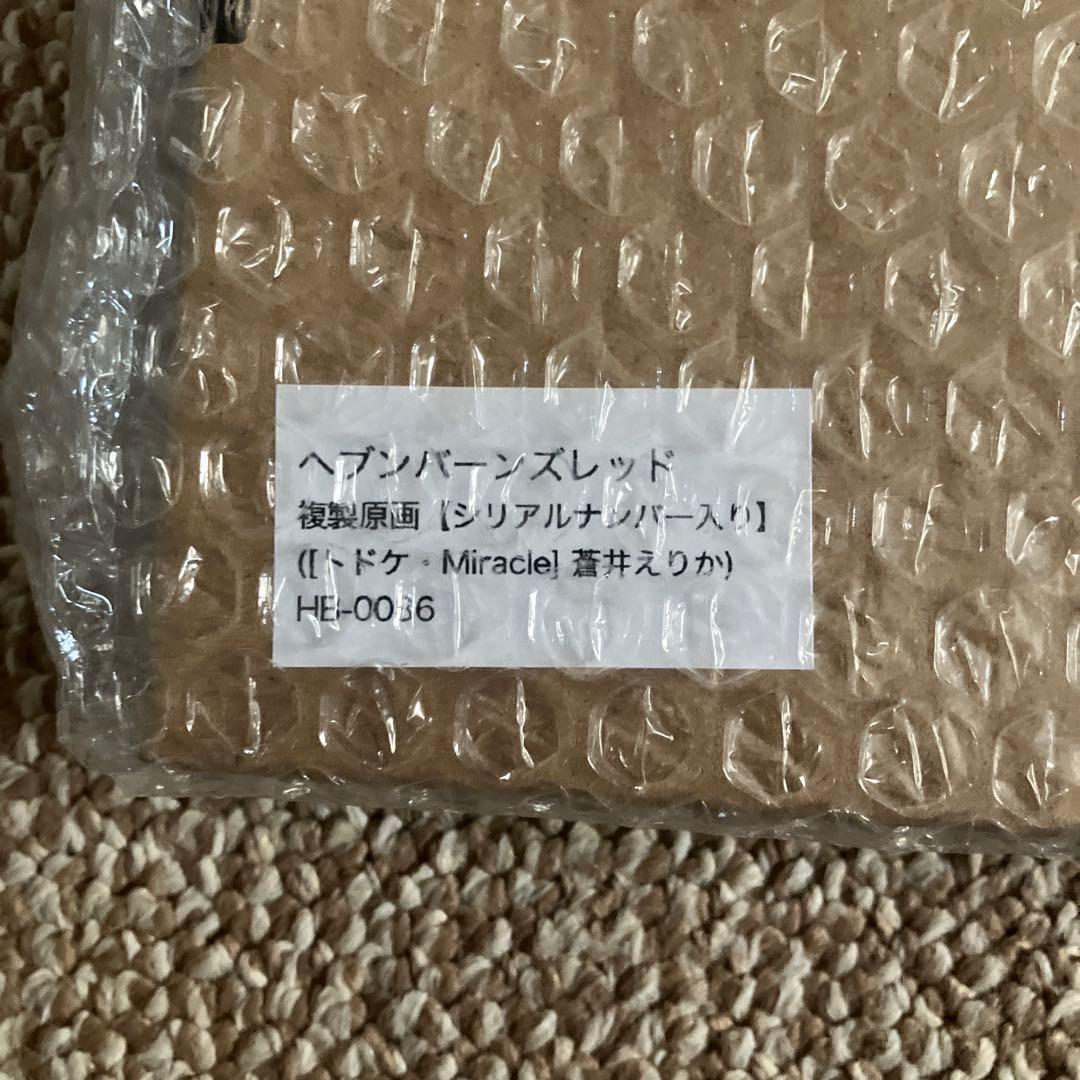 ヘブンバーンズレッド
複製原画【シリアルナンバー入り】
([トドケ・Miracle] 蒼井えりか)
HB-0036